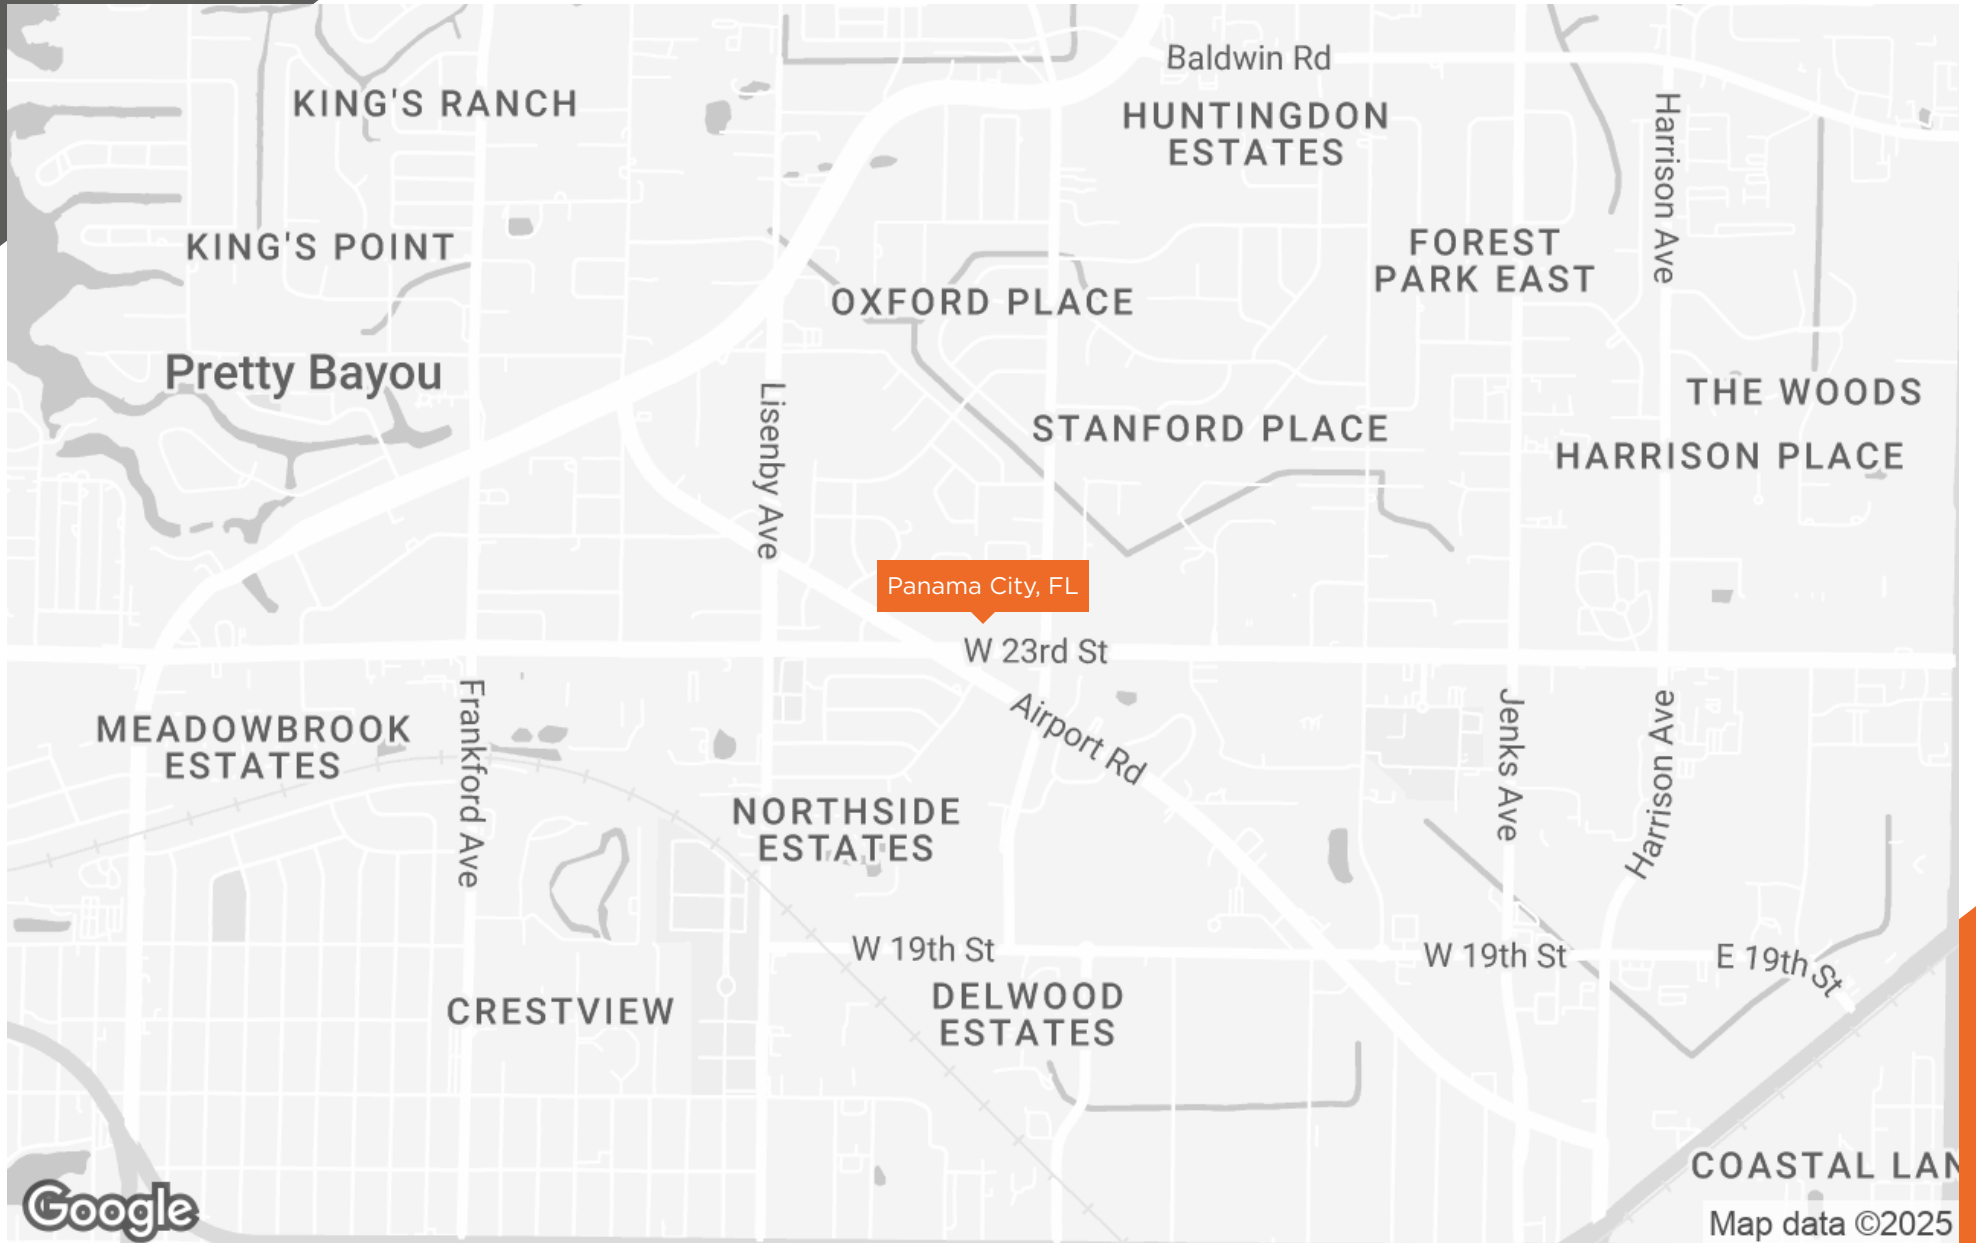 Baldwin Rd
KING'S RANCH
HUNTINGDON
ESTATES
Harrison Ave
KING'S POINT
FOREST
PARK EAST
OXFORD PLACE
Pretty Bayou
THE WOODS
Lisenby Ave
STANFORD PLACE
HARRISON PLACE
Panama City, FL
W 23rd St
Frankford Ave
Airport Rd
Jenks Ave
Harrison Ave
MEADOWBROOK
ESTATES
NORTHSIDE
ESTATES
W 19th St
W 19th St
E 19th St
DELWOOD
ESTATES
CRESTVIEW
COASTAL LAN
Google
Map data ©2025